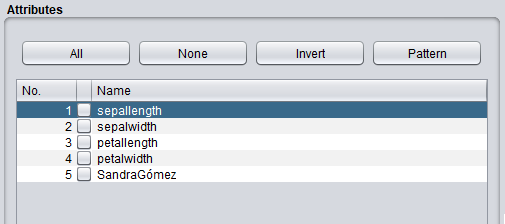 Attributes
All None Invert Pattern
No. Name
1 sepallength
2 sepalwidth
3 petallength
4 petalwidth
5 SandraGómez